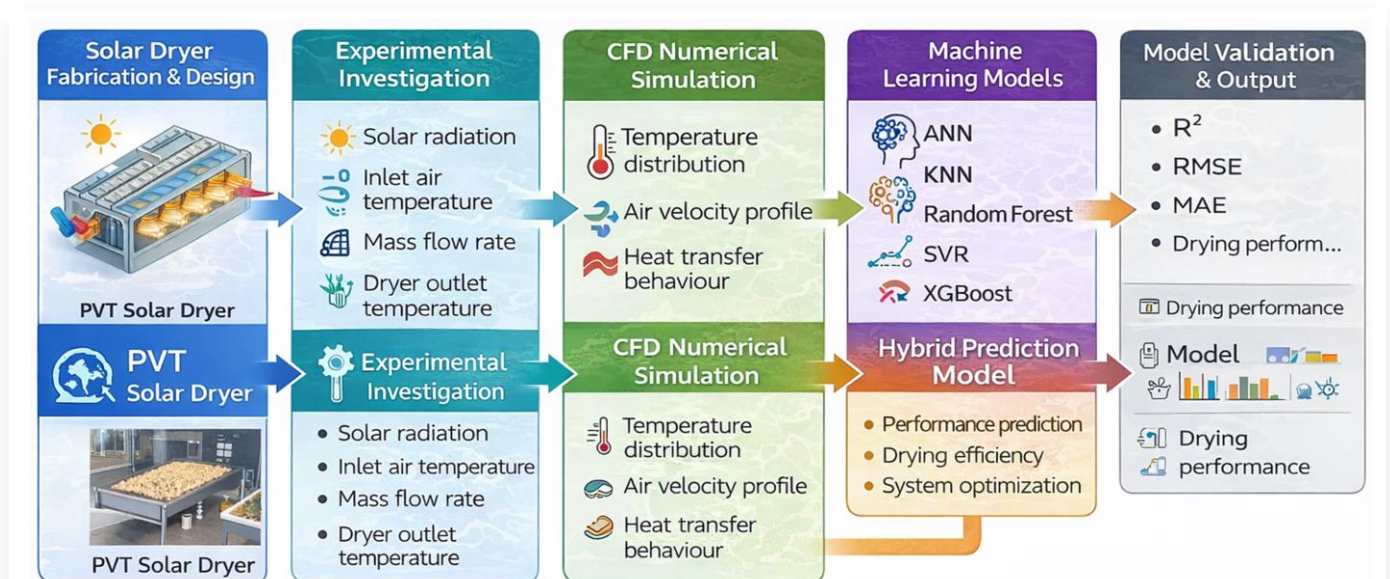 Solar Dryer
Fabrication & Design
PVT Solar Dryer
PVT
Solar Dryer
PVT Solar Dryer
Experimental
Investigation
Solar radiation
Inlet air
temperature
Mass flow rate
Dryer outlet
temperature
Experimental
Investigation
• Solar radiation
• Inlet air temperature
• Mass flow rate
• Dryer outlet
temperature
CFD Numerical
Simulation
Temperature
distribution
Air velocity profile
Heat transfer
behaviour
CFD Numerical
Simulation
Temperature
distribution
Air velocity profile
Heat transfer
behaviour
Machine
Learning Models
ANN
KNN
Random Forest
SVR
XGBoost
Hybrid Prediction
Model
• Performance prediction
• Drying efficiency
• System optimization
Model Validation
& Output
• R²
• RMSE
• MAE
• Drying perform...
Drying performance
Model
Drying
performance